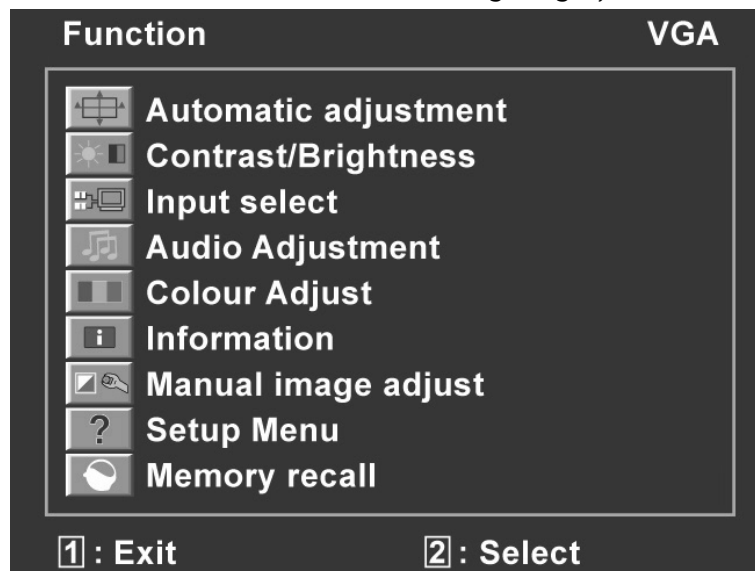 Function VGA
Automatic adjustment
Contrast/Brightness
Input select
Audio Adjustment
Colour Adjust
i Information
Manual image adjust
? Setup Menu
Memory recall
1 : Exit 2 : Select